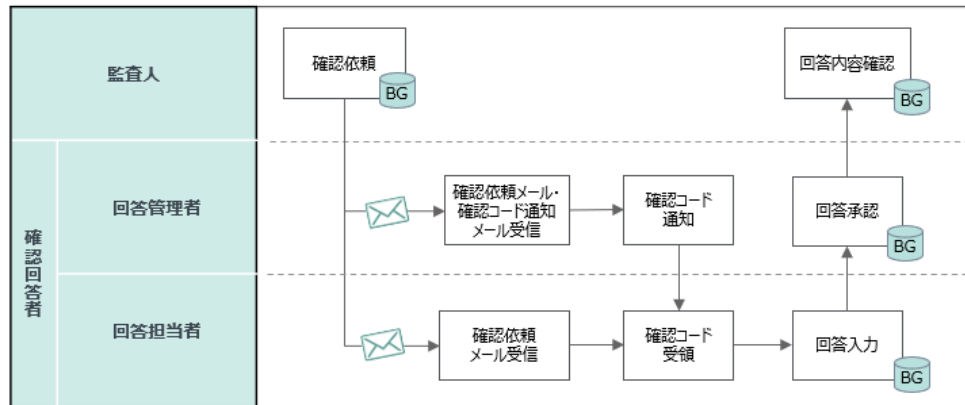 監査人
確認依頼
BG
回答内容確認
BG
確認回答者
回答管理者
確認依頼メール・
確認コード通知
メール受信
確認コード
通知
回答承認
BG
回答担当者
確認依頼
メール受信
確認コード
受領
回答入力
BG